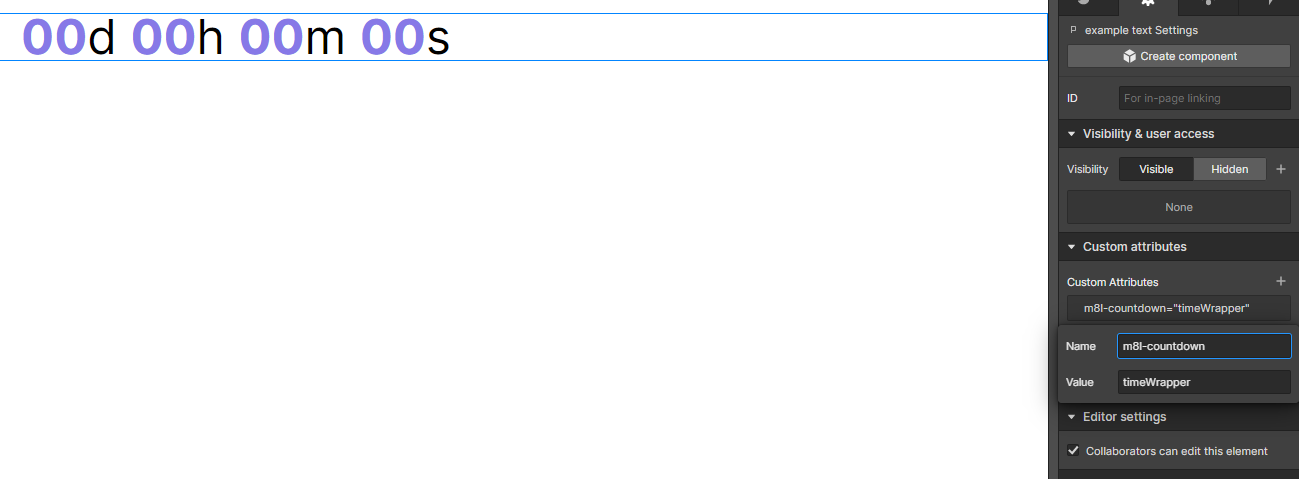 00d 00h 00m 00s
example text Settings
Create component
ID
For in-page linking
Visibility & user access
Visibility
Visible
Hidden
None
Custom attributes
Custom Attributes
m8l-countdown="timeWrapper"
Name
m8l-countdown
Value
timeWrapper
Editor settings
Collaborators can edit this element